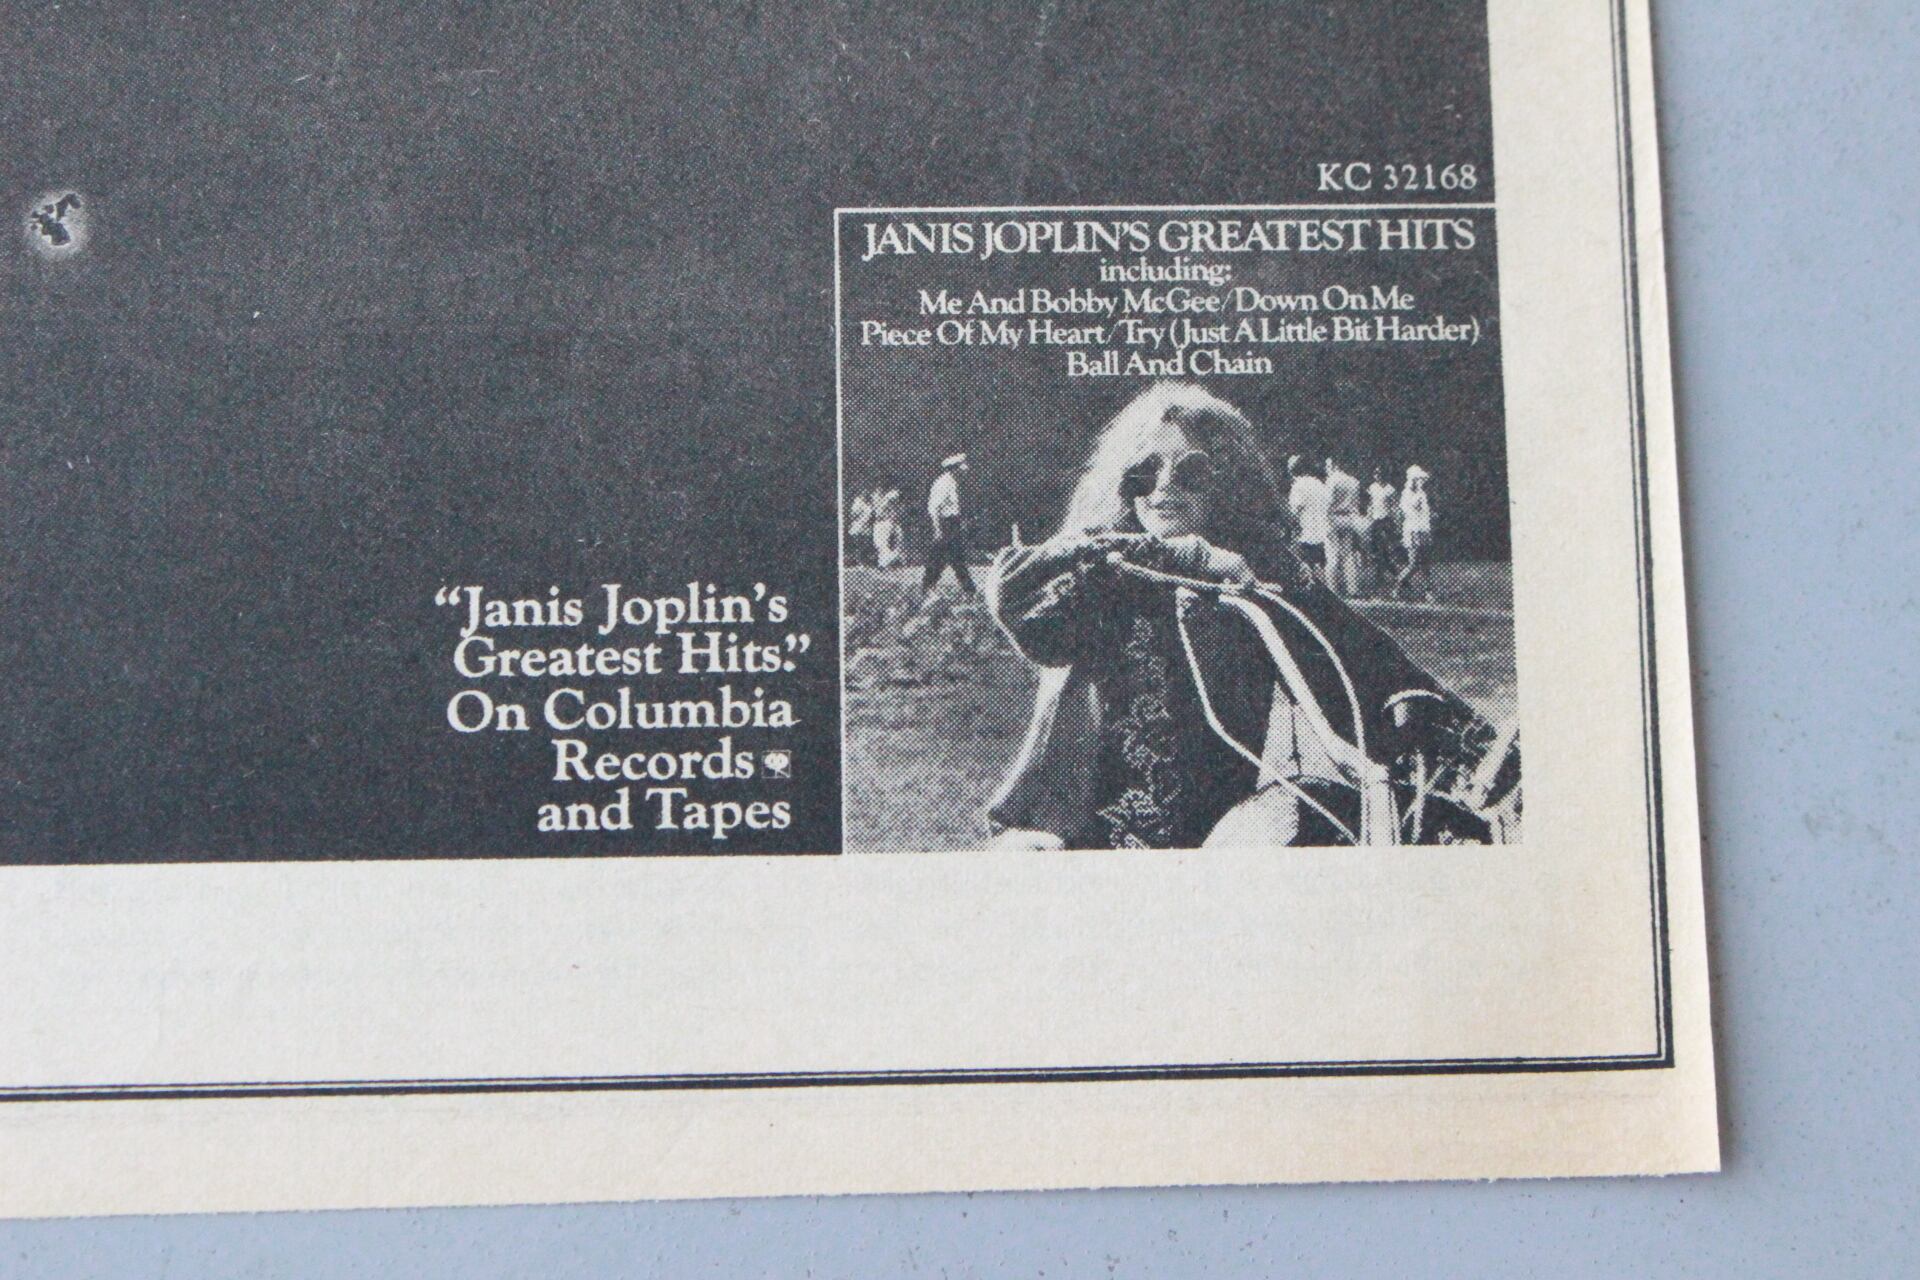 KC 32168
JANIS JOPLIN'S GREATEST HITS
including:
Me And Bobby McGee/Down On Me
Piece Of My Heart/Try (Just A Little Bit Harder)
Ball And Chain
“Janis Joplin's
Greatest Hits.”
On Columbia
Records
and Tapes